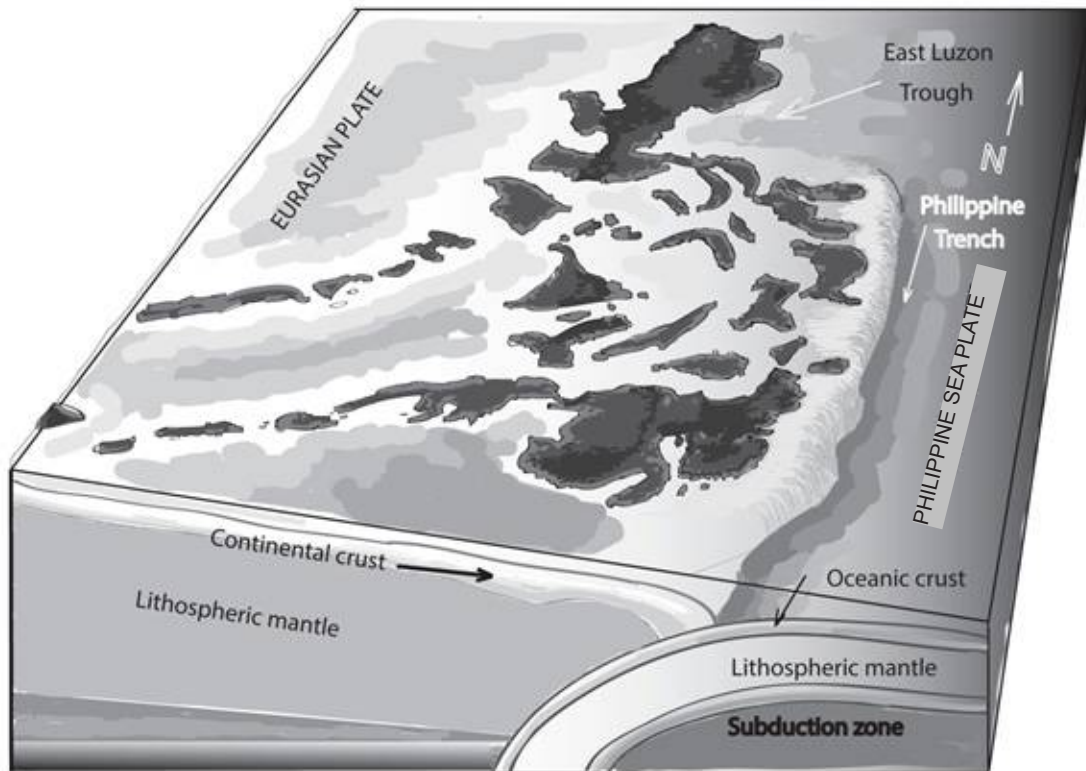 East Luzon
Trough
N
EURASIAN PLATE
Philippine
Trench
PHILIPPINE SEA PLATE
Continental crust
Oceanic crust
Lithospheric mantle
Lithospheric mantle
Subduction zone